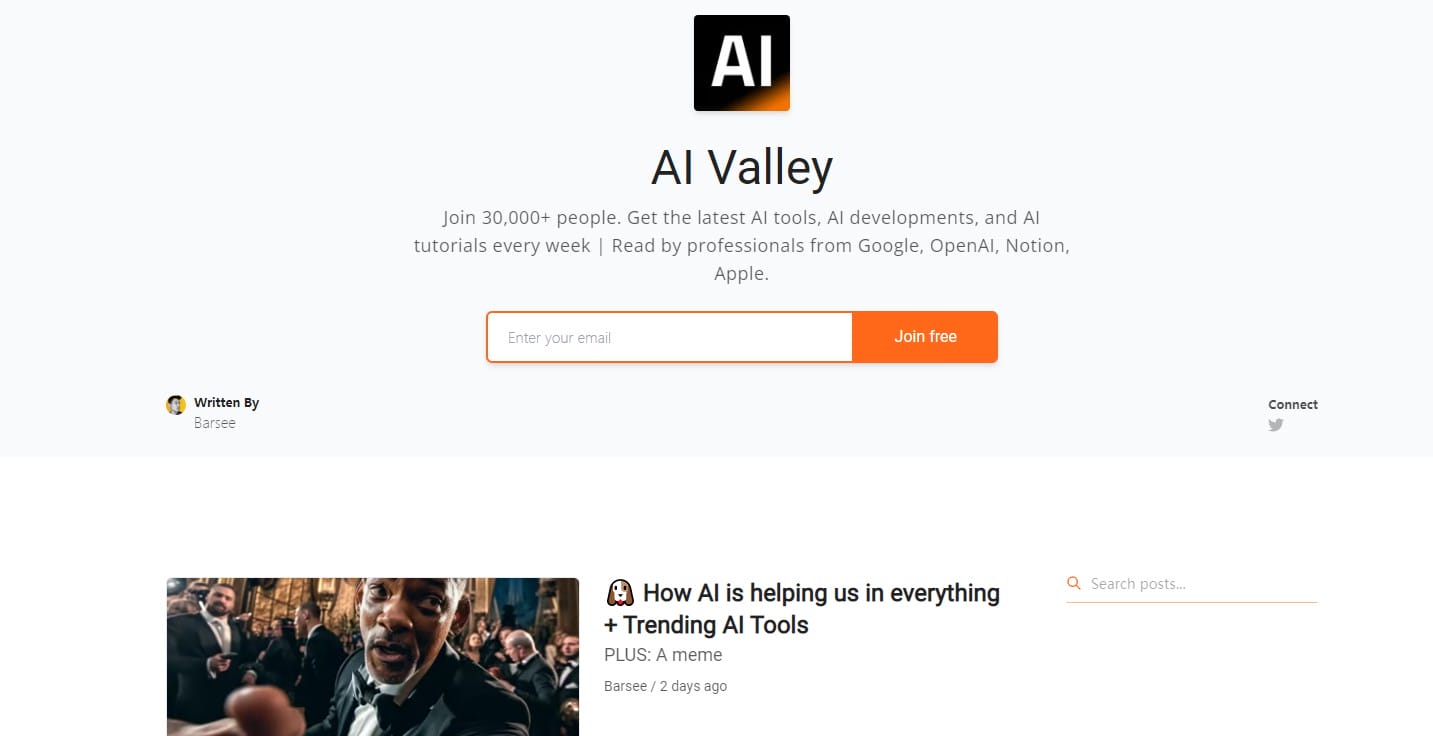 AI
AI Valley
Join 30,000+ people. Get the latest AI tools, AI developments, and AI
tutorials every week | Read by professionals from Google, OpenAI, Notion,
Apple.
Enter your email
Join free
Written By
Barsee
Connect
How AI is helping us in everything
+ Trending AI Tools
PLUS: A meme
Barsee / 2 days ago
Search posts...